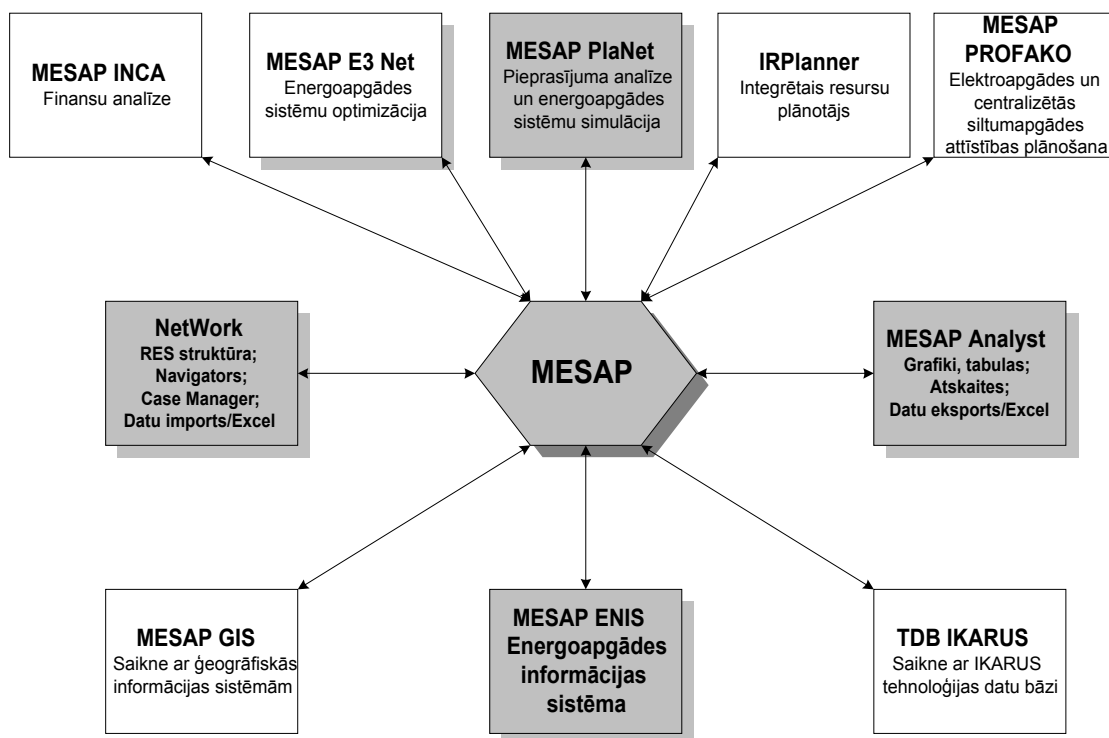 MESAP INCA
Finansu analīze
MESAP E3 Net
Energoapgādes
sistēmu optimizācija
MESAP PlaNet
Pieprasījuma analīze
un energoapgādes
sistēmu simulācija
IRPlanner
Integrētais resursu
plānotājs
MESAP
PROFAKO
Elektroapgādes un
centralizētās
siltumapgādes
attīstības plānošana
NetWork
RES struktūra;
Navigators;
Case Manager;
Datu imports/Excel
MESAP
MESAP Analyst
Grafiki, tabulas;
Atskaites;
Datu eksports/Excel
MESAP GIS
Saikne ar ģeogrāfiskās
informācijas sistēmām
MESAP ENIS
Energoapgādes
informācijas
sistēma
TDB IKARUS
Saikne ar IKARUS
tehnoloģijas datu bāzi